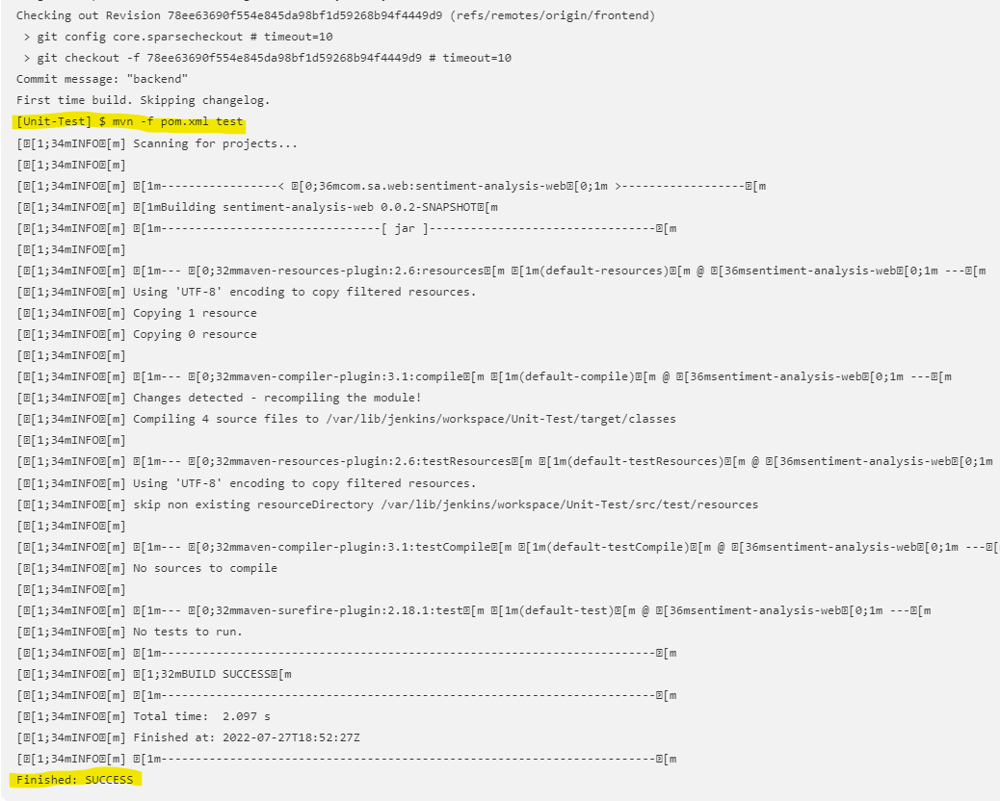 Checking out Revision 78ee63690f554e845da98bf1d59268b94f4449d9 (refs/remotes/origin/frontend)
> git config core.sparsecheckout # timeout=10
> git checkout -f 78ee63690f554e845da98bf1d59268b94f4449d9 # timeout=10
Commit message: "backend"
First time build. Skipping changelog.
[Unit-Test] $ mvn -f pom.xml test
[␛[1;34mINFO␛[m] Scanning for projects...
[␛[1;34mINFO␛[m]
[␛[1;34mINFO␛[m] ␛[1m-----------------< ␛[0;36mcom.sa.web:sentiment-analysis-web␛[0;1m >------------------␛[m
[␛[1;34mINFO␛[m] ␛[1mBuilding sentiment-analysis-web 0.0.2-SNAPSHOT␛[m
[␛[1;34mINFO␛[m] ␛[1m--------------------------------[ jar ]---------------------------------␛[m
[␛[1;34mINFO␛[m]
[␛[1;34mINFO␛[m] ␛[1m--- ␛[0;32mmaven-resources-plugin:2.6:resources␛[m ␛[1m(default-resources)␛[m @ ␛[36msentiment-analysis-web␛[0;1m ---␛[m
[␛[1;34mINFO␛[m] Using 'UTF-8' encoding to copy filtered resources.
[␛[1;34mINFO␛[m] Copying 1 resource
[␛[1;34mINFO␛[m] Copying 0 resource
[␛[1;34mINFO␛[m]
[␛[1;34mINFO␛[m] ␛[1m--- ␛[0;32mmaven-compiler-plugin:3.1:compile␛[m ␛[1m(default-compile)␛[m @ ␛[36msentiment-analysis-web␛[0;1m ---␛[m
[␛[1;34mINFO␛[m] Changes detected - recompiling the module!
[␛[1;34mINFO␛[m] Compiling 4 source files to /var/lib/jenkins/workspace/Unit-Test/target/classes
[␛[1;34mINFO␛[m]
[␛[1;34mINFO␛[m] ␛[1m--- ␛[0;32mmaven-resources-plugin:2.6:testResources␛[m ␛[1m(default-testResources)␛[m @ ␛[36msentiment-analysis-web␛[0;1m
[␛[1;34mINFO␛[m] Using 'UTF-8' encoding to copy filtered resources.
[␛[1;34mINFO␛[m] skip non existing resourceDirectory /var/lib/jenkins/workspace/Unit-Test/src/test/resources
[␛[1;34mINFO␛[m]
[␛[1;34mINFO␛[m] ␛[1m--- ␛[0;32mmaven-compiler-plugin:3.1:testCompile␛[m ␛[1m(default-testCompile)␛[m @ ␛[36msentiment-analysis-web␛[0;1m ---␛[
[␛[1;34mINFO␛[m] No sources to compile
[␛[1;34mINFO␛[m]
[␛[1;34mINFO␛[m] ␛[1m--- ␛[0;32mmaven-surefire-plugin:2.18.1:test␛[m ␛[1m(default-test)␛[m @ ␛[36msentiment-analysis-web␛[0;1m ---␛[m
[␛[1;34mINFO␛[m] No tests to run.
[␛[1;34mINFO␛[m] ␛[1m------------------------------------------------------------------------␛[m
[␛[1;34mINFO␛[m] ␛[1;32mBUILD SUCCESS␛[m
[␛[1;34mINFO␛[m] ␛[1m------------------------------------------------------------------------␛[m
[␛[1;34mINFO␛[m] Total time:  2.097 s
[␛[1;34mINFO␛[m] Finished at: 2022-07-27T18:52:27Z
[␛[1;34mINFO␛[m] ␛[1m------------------------------------------------------------------------␛[m
Finished: SUCCESS